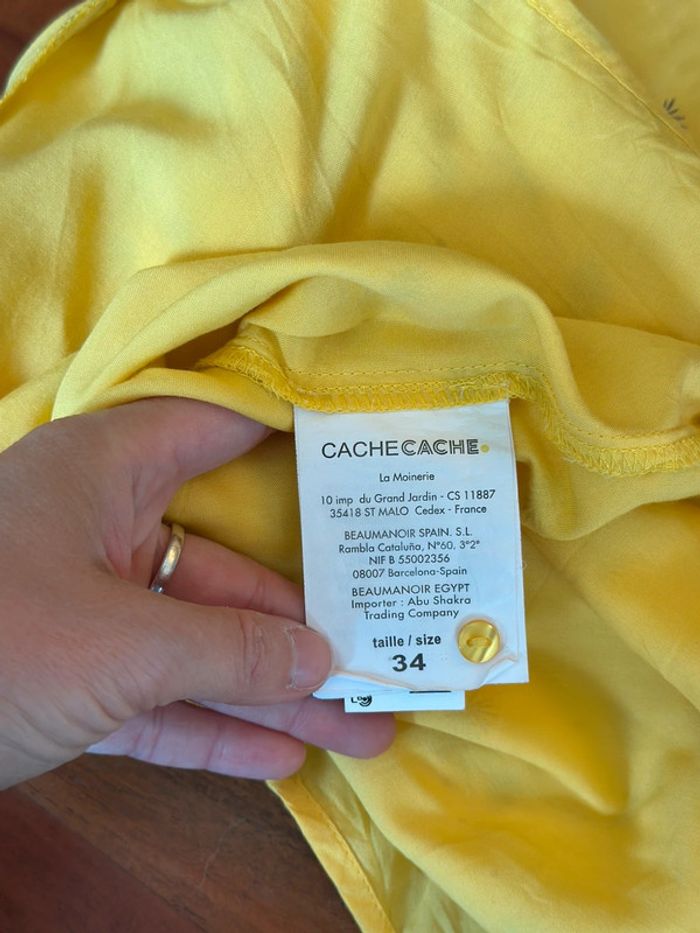 CACHECACHE.
La Moinerie
10 imp du Grand Jardin - CS 11887
35418 ST MALO Cedex - France
BEAUMANOIR SPAIN. S.L.
Rambla Cataluña, N°60. 3°2°
NIF B 55002356
08007 Barcelona-Spain
BEAUMANOIR EGYPT
Importer : Abu Shakra
Trading Company
taille / size
34